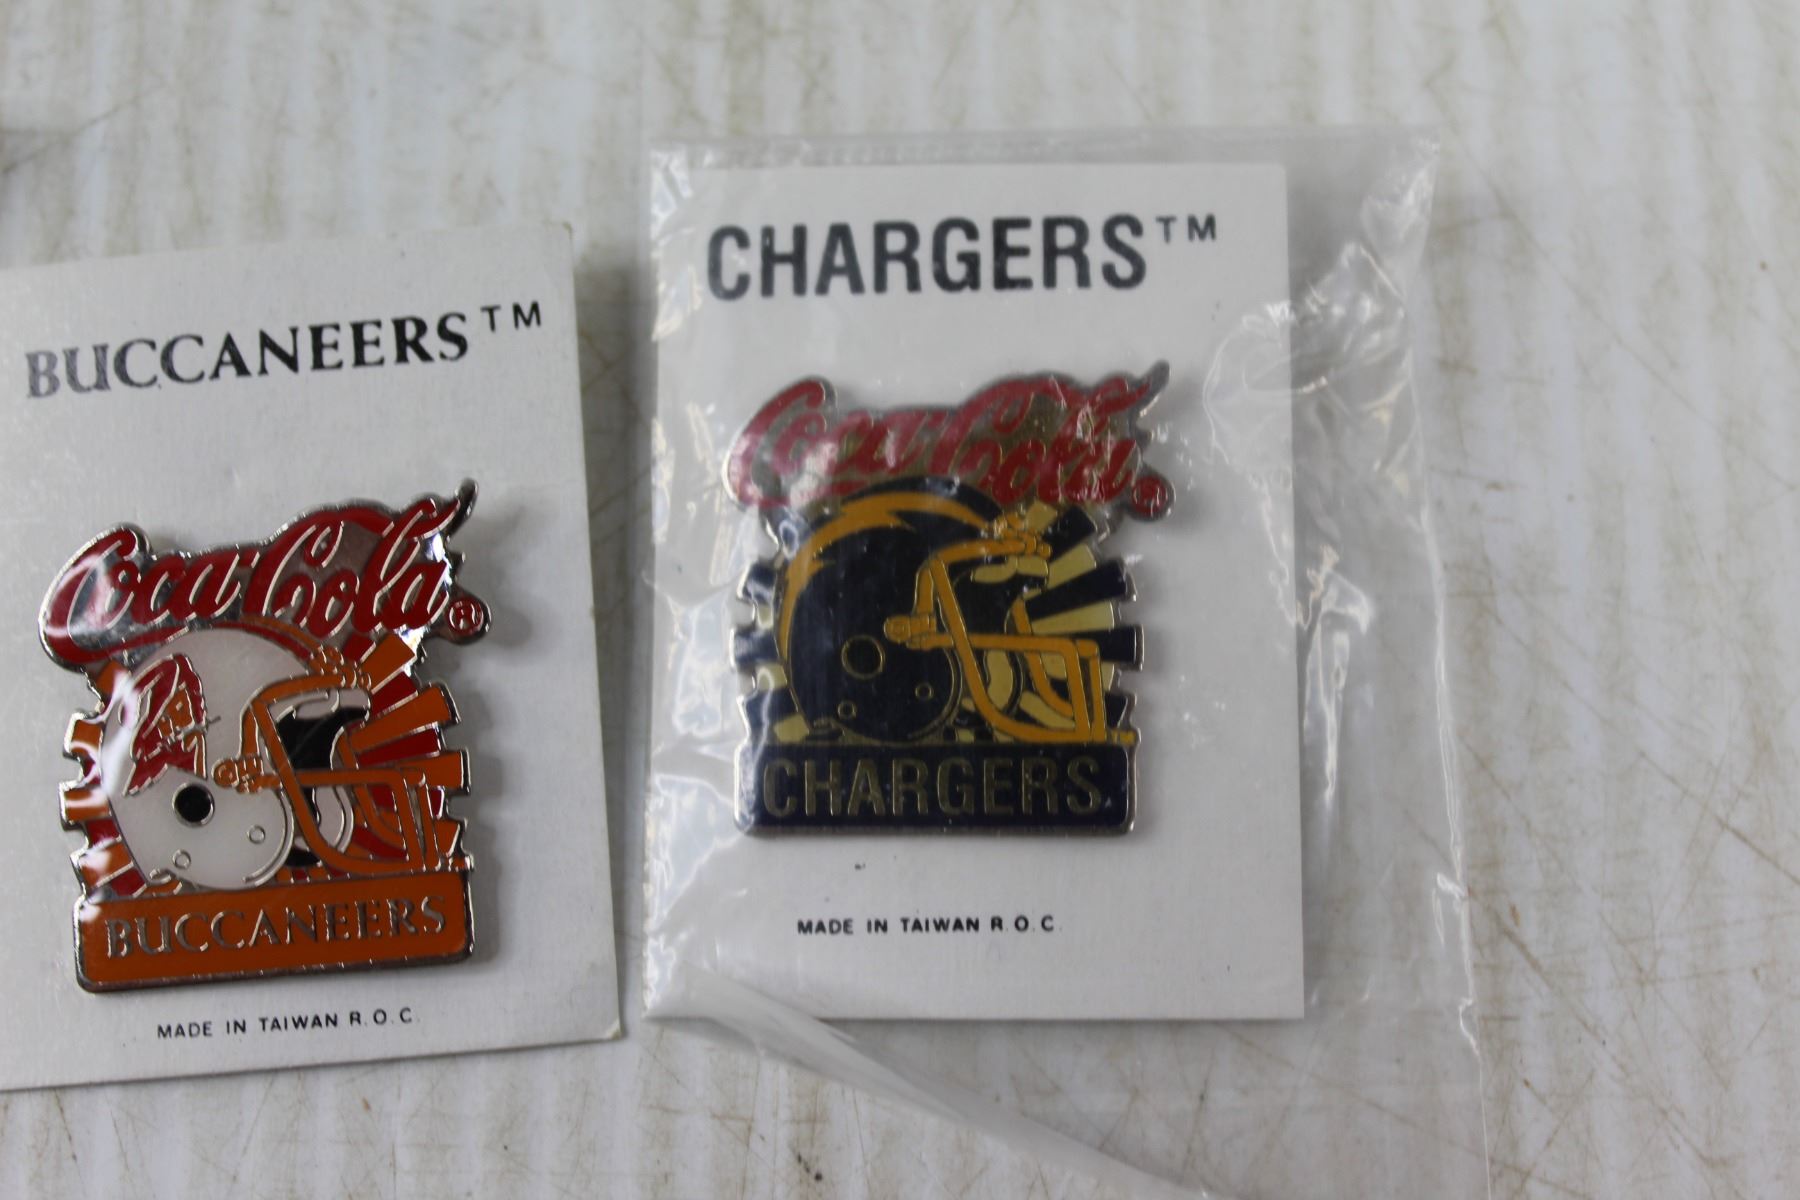 BUCCANEERS™
Coca-Cola®
BUCCANEERS
MADE IN TAIWAN R.O.C.
CHARGERS™
Coca-Cola®
CHARGERS
MADE IN TAIWAN R.O.C.